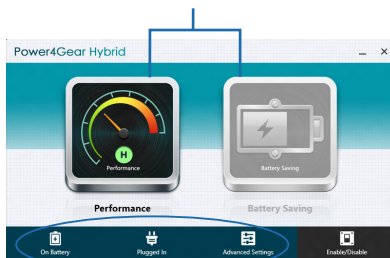 Power4Gear Hybrid
H
Performance
Battery Saving
Performance
Battery Saving
On Battery
Plugged In
Advanced Settings
Enable/Disable